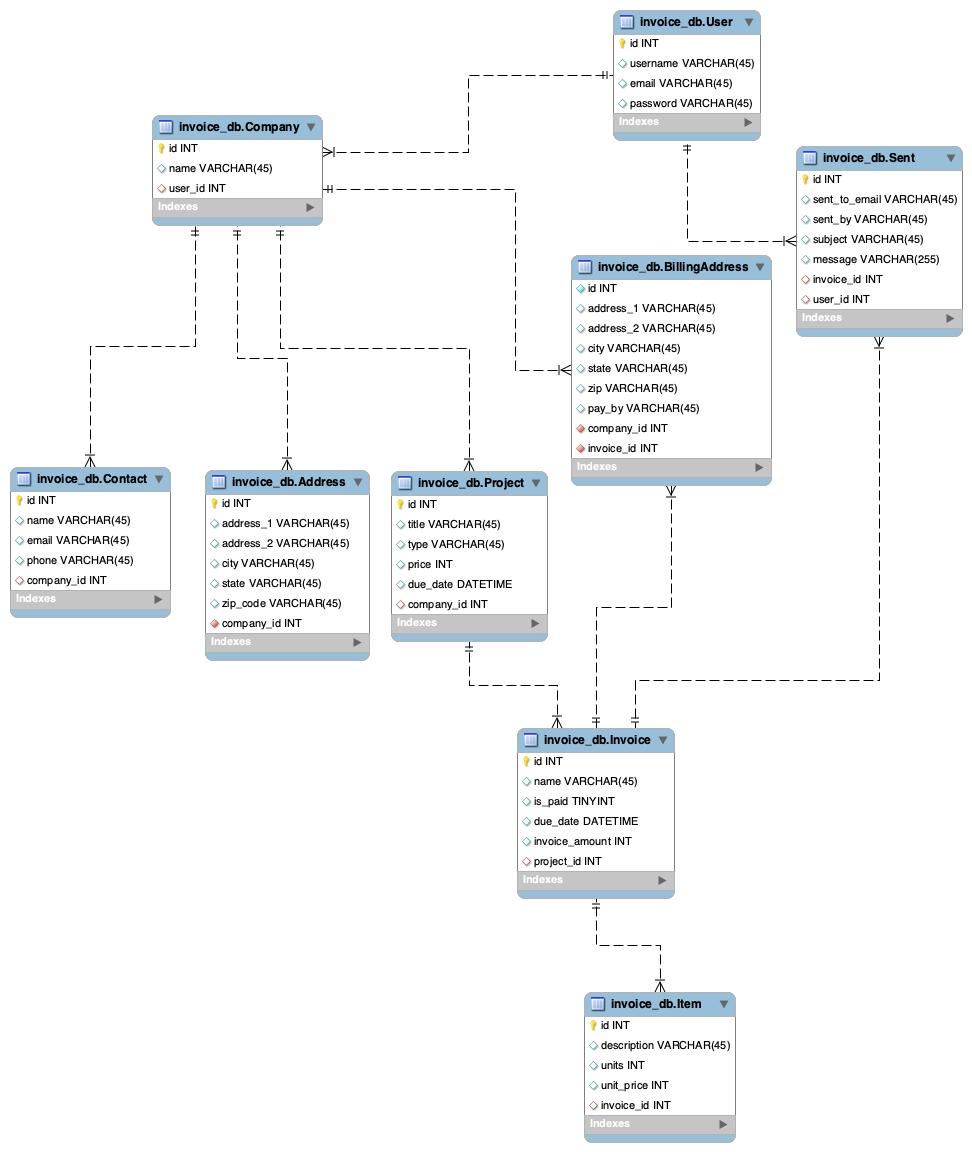 invoice_db.User
id INT
username VARCHAR(45)
email VARCHAR(45)
password VARCHAR(45)
Indexes
invoice_db.Company
id INT
name VARCHAR(45)
user_id INT
Indexes
invoice_db.Sent
id INT
sent_to_email VARCHAR(45)
sent_by VARCHAR(45)
subject VARCHAR(45)
message VARCHAR(255)
invoice_id INT
user_id INT
Indexes
invoice_db.BillingAddress
id INT
address_1 VARCHAR(45)
address_2 VARCHAR(45)
city VARCHAR(45)
state VARCHAR(45)
zip VARCHAR(45)
pay_by VARCHAR(45)
company_id INT
invoice_id INT
Indexes
invoice_db.Contact
id INT
name VARCHAR(45)
email VARCHAR(45)
phone VARCHAR(45)
company_id INT
Indexes
invoice_db.Address
id INT
address_1 VARCHAR(45)
address_2 VARCHAR(45)
city VARCHAR(45)
state VARCHAR(45)
zip_code VARCHAR(45)
company_id INT
Indexes
invoice_db.Project
id INT
title VARCHAR(45)
type VARCHAR(45)
price INT
due_date DATETIME
company_id INT
Indexes
invoice_db.Invoice
id INT
name VARCHAR(45)
is_paid TINYINT
due_date DATETIME
invoice_amount INT
project_id INT
Indexes
invoice_db.Item
id INT
description VARCHAR(45)
units INT
unit_price INT
invoice_id INT
Indexes